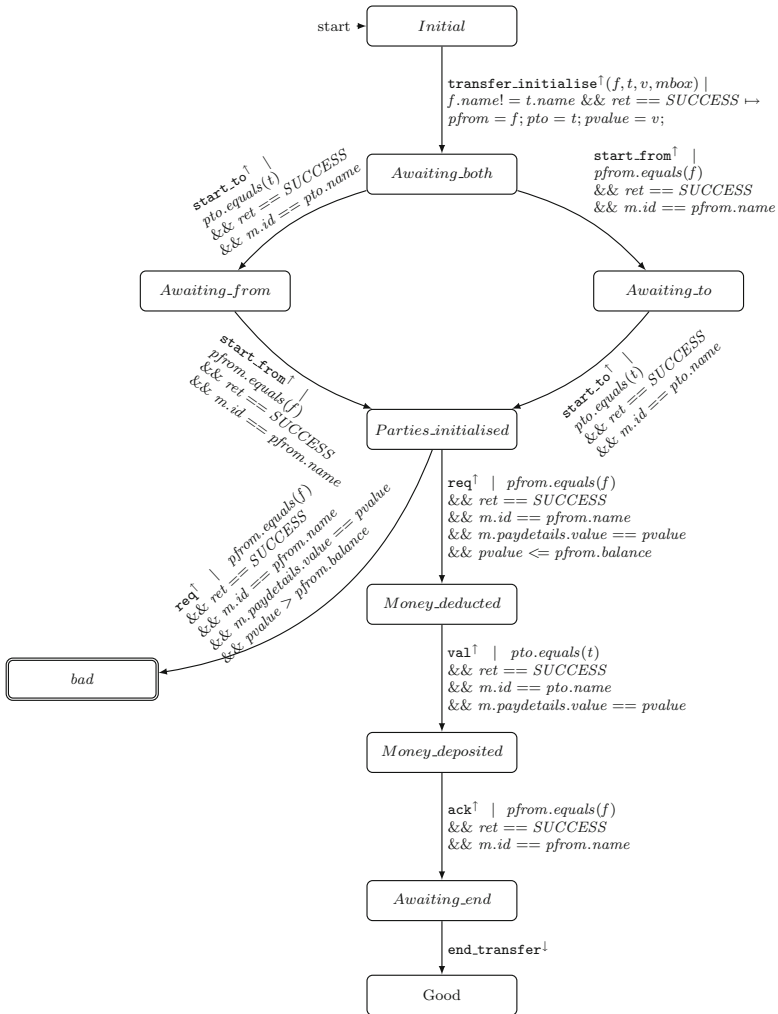 start
Initial
transfer_initialise↑(f, t, v, mbox) |
f.name! = t.name && ret == SUCCESS ↦
pfrom = f; pto = t; pvalue = v;
Awaiting_both
start_to↑ |
pto.equals(t)
&& ret == SUCCESS
&& m.id == pto.name
start_from↑ |
pfrom.equals(f)
&& ret == SUCCESS
&& m.id == pfrom.name
Awaiting_from
Awaiting_to
start_from↑ |
pfrom.equals(f)
&& ret == SUCCESS
&& m.id == pfrom.name
start_to↑ |
pto.equals(t)
&& ret == SUCCESS
&& m.id == pto.name
Parties_initialised
req↑ | pfrom.equals(f)
&& ret == SUCCESS
&& m.id == pfrom.name
&& m.paydetails.value == pvalue
&& pvalue > pfrom.balance
req↑ | pfrom.equals(f)
&& ret == SUCCESS
&& m.id == pfrom.name
&& m.paydetails.value == pvalue
&& pvalue <= pfrom.balance
Money_deducted
bad
val↑ | pto.equals(t)
&& ret == SUCCESS
&& m.id == pto.name
&& m.paydetails.value == pvalue
Money_deposited
ack↑ | pfrom.equals(f)
&& ret == SUCCESS
&& m.id == pfrom.name
Awaiting_end
end_transfer↓
Good